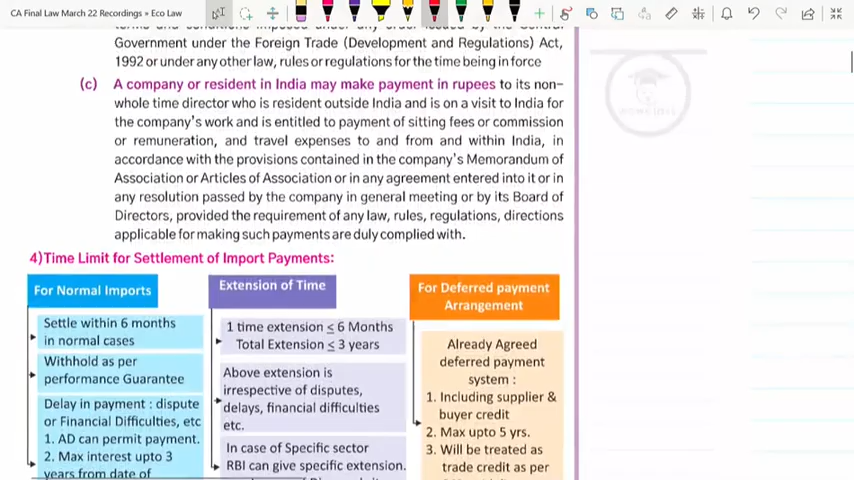 CA Final Law March 22 Recordings » Eco Law
Government under the Foreign Trade (Development and Regulations) Act,
1992 or under any other law, rules or regulations for the time being in force
(c) A company or resident in India may make payment in rupees to its non-
whole time director who is resident outside India and is on a visit to India for
the company's work and is entitled to payment of sitting fees or commission
or remuneration, and travel expenses to and from and within India, in
accordance with the provisions contained in the company's Memorandum of
Association or Articles of Association or in any agreement entered into it or in
any resolution passed by the company in general meeting or by its Board of
Directors, provided the requirement of any law, rules, regulations, directions
applicable for making such payments are duly complied with.
4)Time Limit for Settlement of Import Payments:
For Normal Imports
Settle within 6 months
in normal cases
Withhold as per
performance Guarantee
Delay in payment : dispute
or Financial Difficulties, etc
1. AD can permit payment.
2. Max interest upto 3
years from date of
Extension of Time
1 time extension ≤ 6 Months
Total Extension ≤ 3 years
Above extension is
irrespective of disputes,
delays, financial difficulties
etc.
In case of Specific sector
RBI can give specific extension.
For Deferred payment
Arrangement
Already Agreed
deferred payment
system :
1. Including supplier &
buyer credit
2. Max upto 5 yrs.
3. Will be treated as
trade credit as per